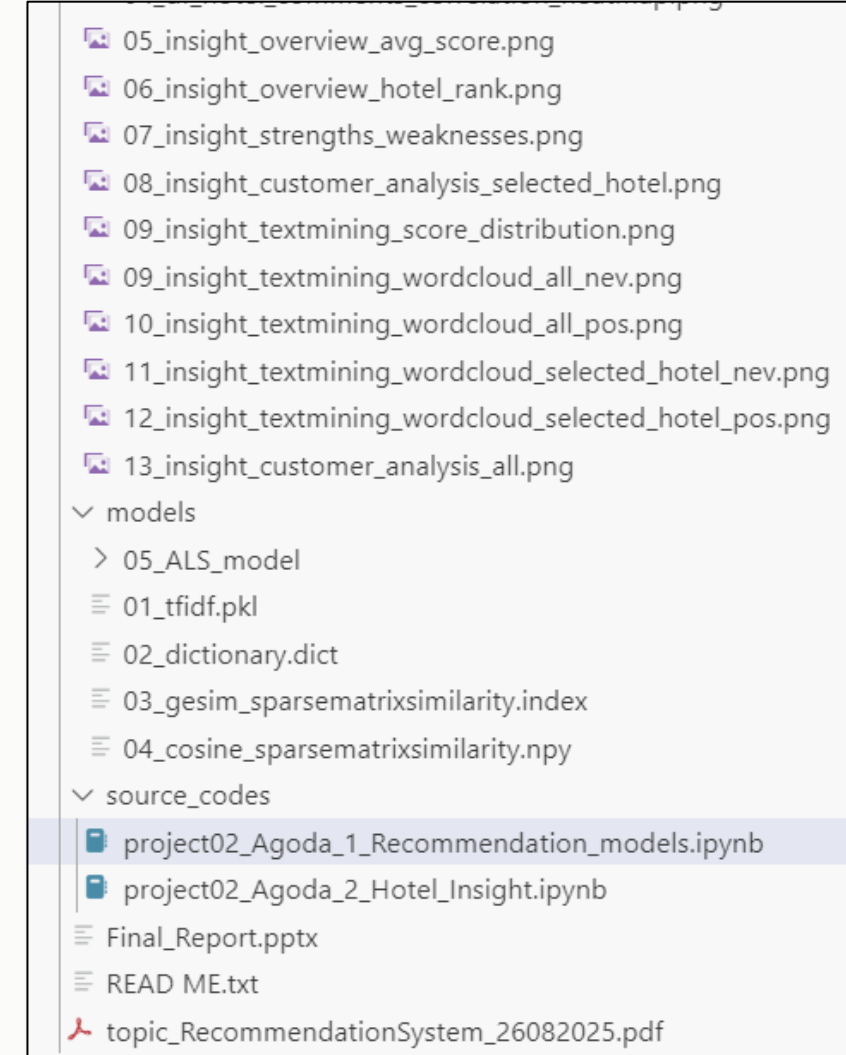 05_insight_overview_avg_score.png
06_insight_overview_hotel_rank.png
07_insight_strengths_weaknesses.png
08_insight_customer_analysis_selected_hotel.png
09_insight_textmining_score_distribution.png
09_insight_textmining_wordcloud_all_nev.png
10_insight_textmining_wordcloud_all_pos.png
11_insight_textmining_wordcloud_selected_hotel_nev.png
12_insight_textmining_wordcloud_selected_hotel_pos.png
13_insight_customer_analysis_all.png
models
05_ALS_model
01_tfidf.pkl
02_dictionary.dict
03_gesim_sparsematrixsimilarity.index
04_cosine_sparsematrixsimilarity.npy
source_codes
project02_Agoda_1_Recommendation_models.ipynb
project02_Agoda_2_Hotel_Insight.ipynb
Final_Report.pptx
READ ME.txt
topic_RecommendationSystem_26082025.pdf